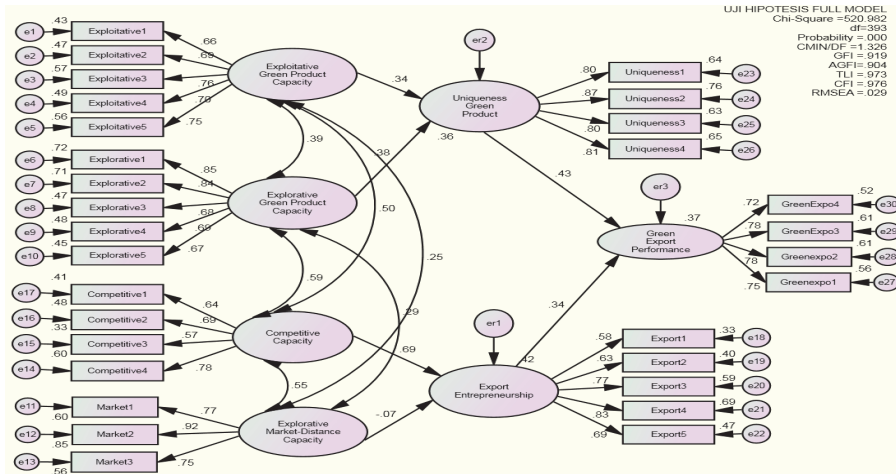 UJI HIPOTESIS FULL MODEL
Chi-Square =520.982
df=393
Probability =.000
CMIN/DF =1.326
GFI =.919
AGFI=.904
TLI =.973
CFI =.976
RMSEA =.029
.43
e1
Exploitative1
.66
.47
e2
Exploitative2
.69
.57
e3
Exploitative3
.76
.49
e4
Exploitative4
.70
.56
e5
Exploitative5
.75
Exploitative
Green Product
Capacity
.34
.39
.72
e6
Explorative1
.85
.71
e7
Explorative2
.84
.47
e8
Explorative3
.68
.48
e9
Explorative4
.69
.45
e10
Explorative5
.67
Explorative
Green Product
Capacity
.38
.36
.50
.59
.25
.29
.41
e17
Competitive1
.64
.48
e16
Competitive2
.69
.33
e15
Competitive3
.57
.60
e14
Competitive4
.78
Competitive
Capacity
.69
.55
e11
Market1
.77
.60
e12
Market2
.92
.85
e13
Market3
.75
.56
Explorative
Market-Distance
Capacity
-.07
er2
Uniqueness
Green
Product
.80
Uniqueness1
.64
e23
.87
Uniqueness2
.76
e24
.80
Uniqueness3
.63
e25
.81
Uniqueness4
.65
e26
.43
er3
.37
Green
Export
Performance
.72
GreenExpo4
.52
e30
.78
GreenExpo3
.61
e29
.78
Greenexpo2
.61
e28
.75
Greenexpo1
.56
e27
.34
er1
.42
Export
Entrepreneurship
.58
Export1
.33
e18
.63
Export2
.40
e19
.77
Export3
.59
e20
.83
Export4
.69
e21
.69
Export5
.47
e22